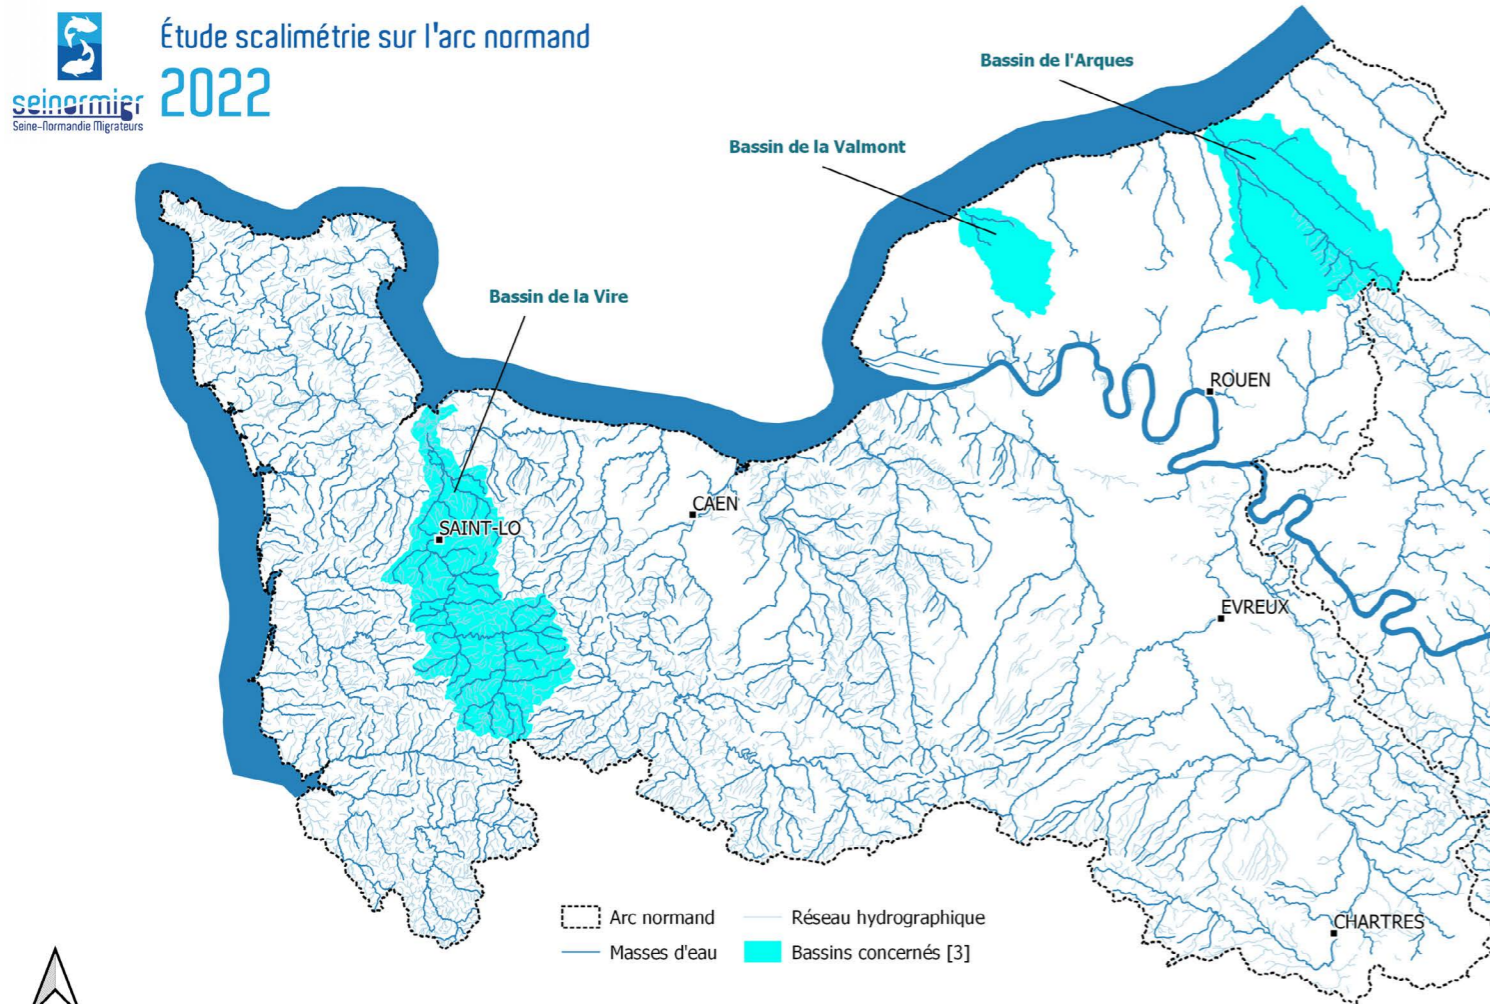 Étude scalimétrie sur l'arc normand
2022
seinormigr
Seine-Normandie Migrateurs
Bassin de l'Arques
Bassin de la Valmont
Bassin de la Vire
ROUEN
CAEN
SAINT-LO
EVREUX
CHARTRES
Arc normand
Réseau hydrographique
Masses d'eau
Bassins concernés [3]